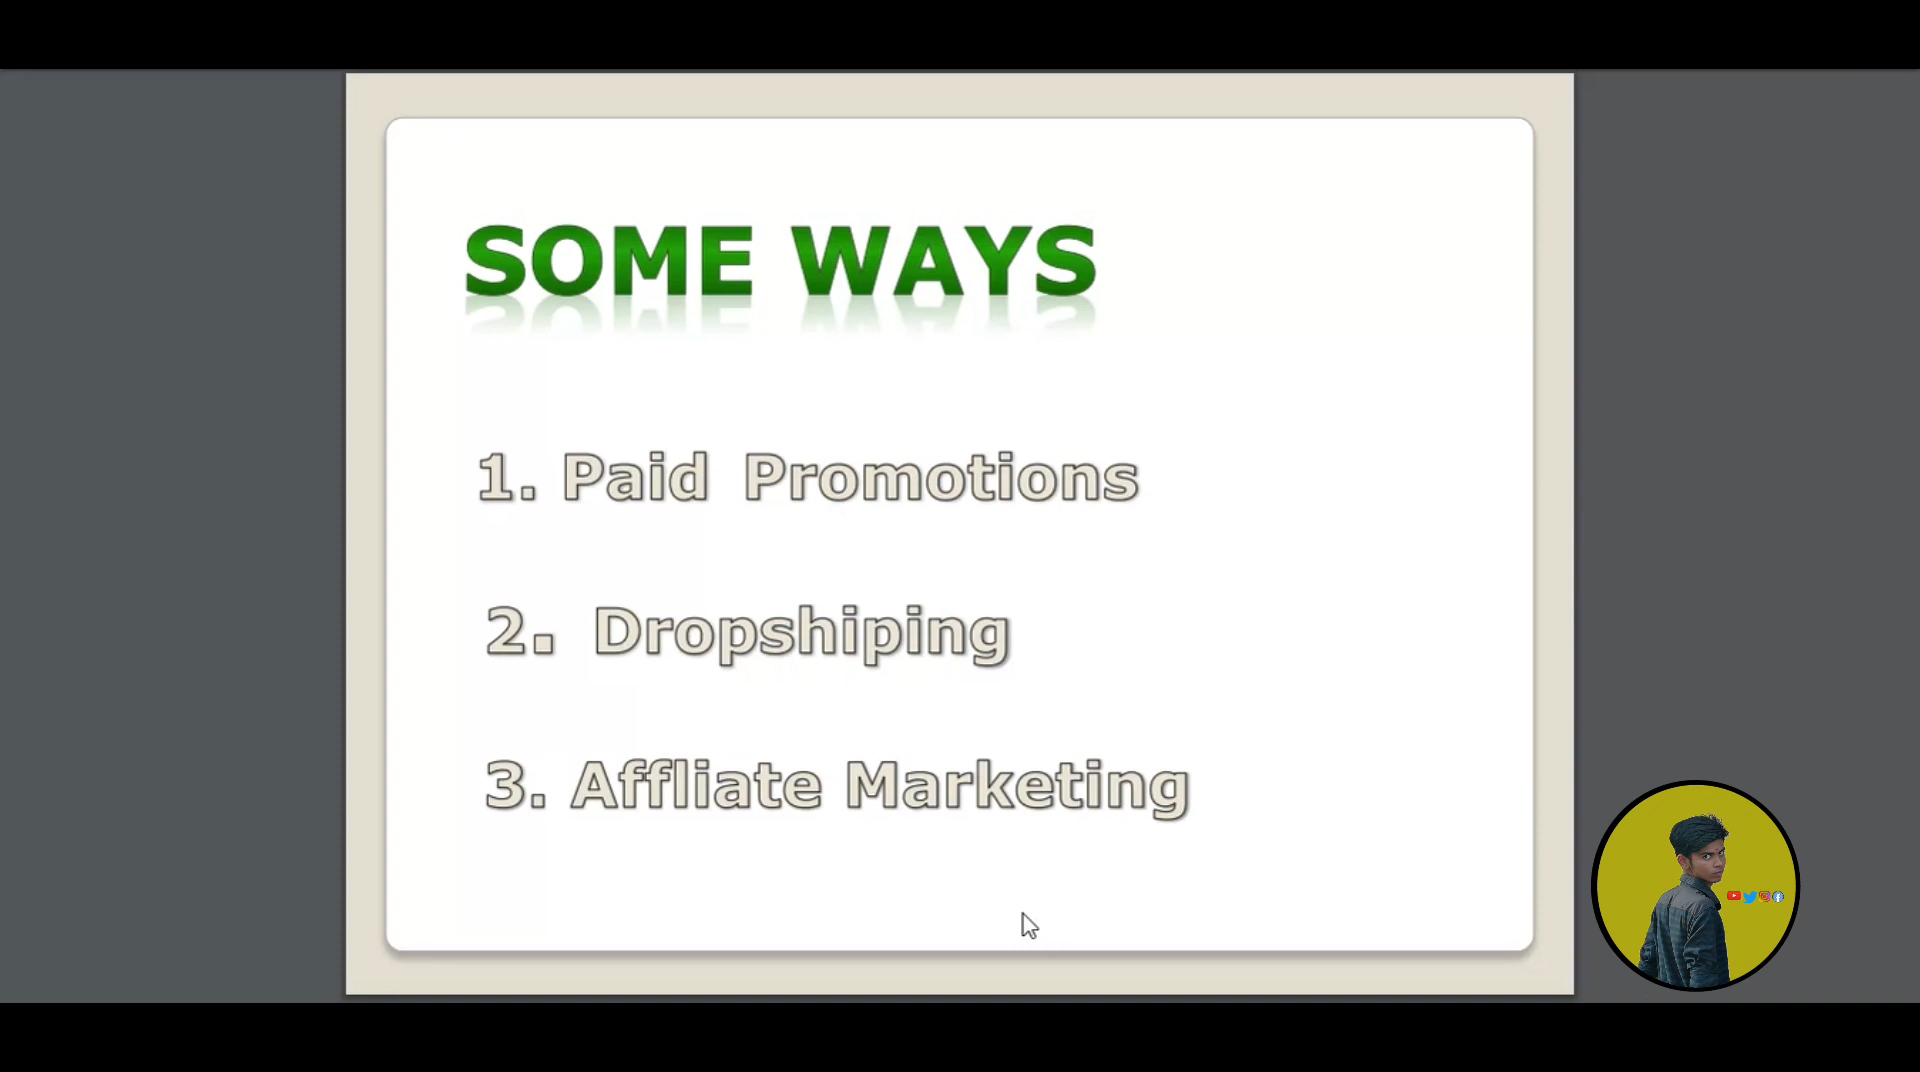 SOME WAYS
1. Paid Promotions
2. Dropshiping
3. Affliate Marketing